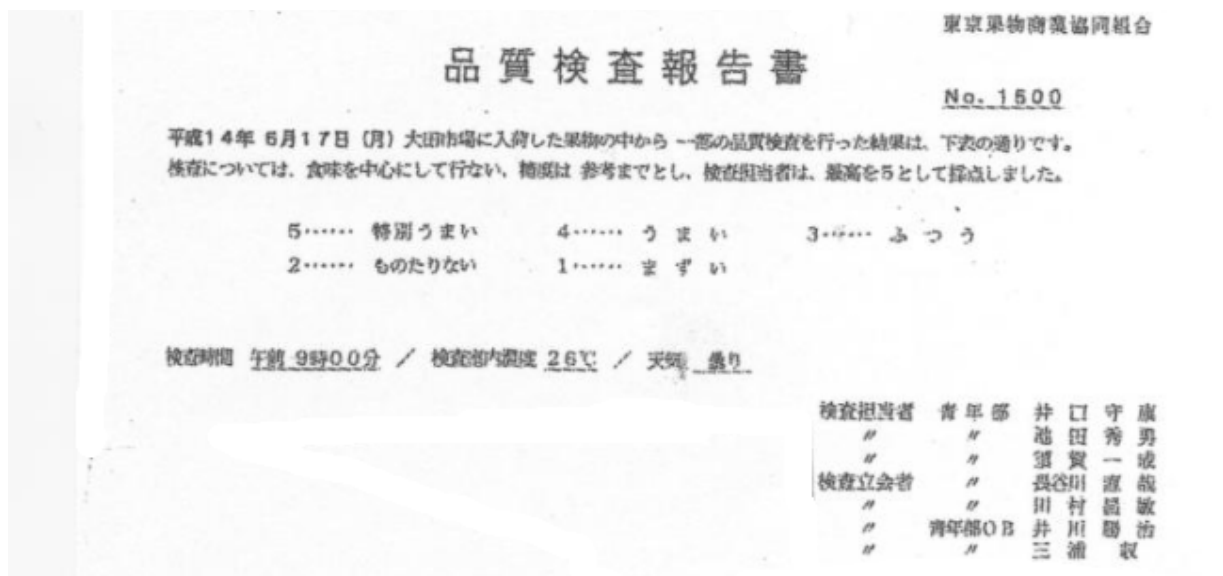 東京果物商業協同組合
品質検査報告書
No. 1500
平成14年 6月17日 (月) 大田市場に入荷した果物の中から 一部の品質検査を行った結果は、下表の通りです。
検査については、食味を中心にして行ない、糖度は 参考までとし、検査担当者は、最高を5として採点しました。
5…… 特別うまい 4…… うまい 3…… ふつう
2…… ものたりない 1…… まずい
検査時間 午前 9時00分 / 検査室内温度 26℃ / 天気 曇り
検査担当者 青年部 井口守康
〃 〃 池田秀男
〃 〃 須賀一成
検査立会者 〃 長谷川直哉
〃 〃 田村昌敏
〃 青年部OB 井川勝治
〃 〃 三浦